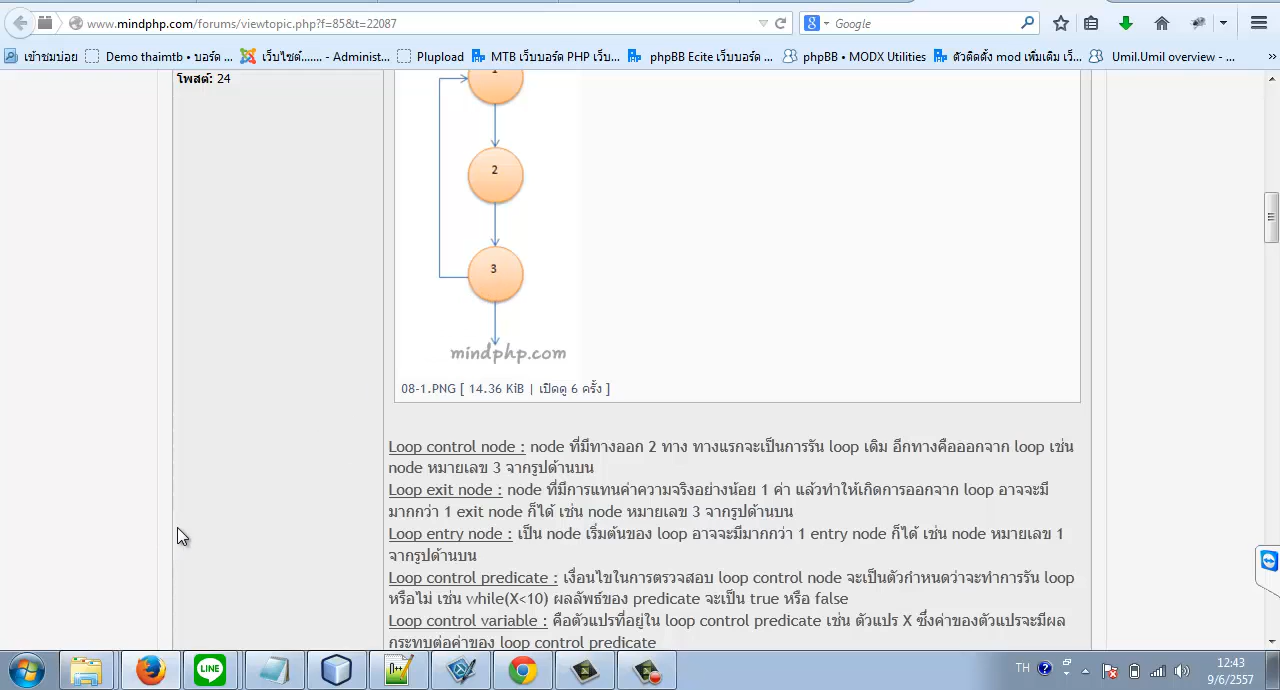 www.mindphp.com/forums/viewtopic.php?f=85&t=22087
Google
เข้าชมบ่อย
Demo thaimtb • บอร์ด ...
เว็บไซต์....... - Administ...
Plupload
MTB เว็บบอร์ด PHP เว็บ...
phpBB Ecite เว็บบอร์ด ...
phpBB • MODX Utilities
ตัวติดตั้ง mod เพิ่มเติม เว็...
Umil.Umil overview - ...
»
โพสต์: 24
1
2
3
mindphp.com
08-1.PNG [ 14.36 KiB | เปิดดู 6 ครั้ง ]
Loop control node : node ที่มีทางออก 2 ทาง ทางแรกจะเป็นการรัน loop เดิม อีกทางคือออกจาก loop เช่น
node หมายเลข 3 จากรูปด้านบน
Loop exit node : node ที่มีการแทนค่าความจริงอย่างน้อย 1 ค่า แล้วทำให้เกิดการออกจาก loop อาจจะมี
มากกว่า 1 exit node ก็ได้ เช่น node หมายเลข 3 จากรูปด้านบน
Loop entry node : เป็น node เริ่มต้นของ loop อาจจะมีมากกว่า 1 entry node ก็ได้ เช่น node หมายเลข 1
จากรูปด้านบน
Loop control predicate : เงื่อนไขในการตรวจสอบ loop control node จะเป็นตัวกำหนดว่าจะทำการรัน loop
หรือไม่ เช่น while(X<10) ผลลัพธ์ของ predicate จะเป็น true หรือ false
Loop control variable : คือตัวแปรที่อยู่ใน loop control predicate เช่น ตัวแปร X ซึ่งค่าของตัวแปรจะมีผล
กระทบต่อค่าของ loop control predicate
LINE
TH
12:43
9/6/2557